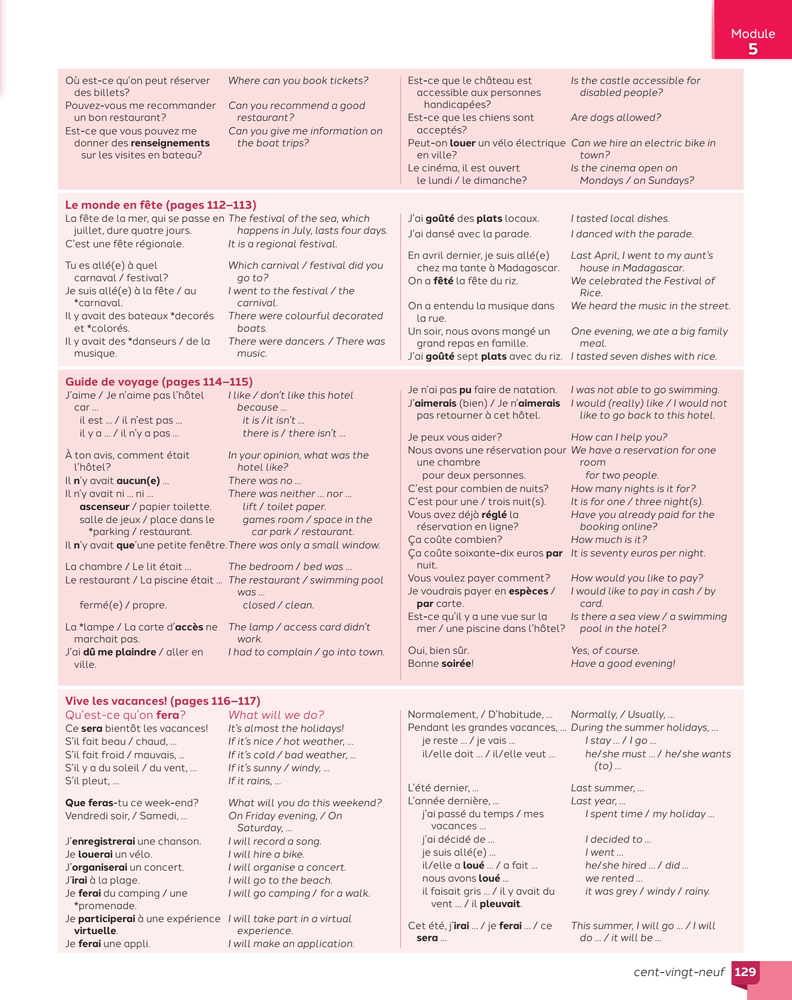 Module
5
Où est-ce qu'on peut réserver
des billets?
Where can you book tickets?
Pouvez-vous me recommander
un bon restaurant?
Can you recommend a good
restaurant?
Est-ce que vous pouvez me
donner des renseignements
sur les visites en bateau?
Can you give me information on
the boat trips?
Est-ce que le château est
accessible aux personnes
handicapées?
Is the castle accessible for
disabled people?
Est-ce que les chiens sont
acceptés?
Are dogs allowed?
Peut-on louer un vélo électrique
en ville?
Can we hire an electric bike in
town?
Le cinéma, il est ouvert
le lundi / le dimanche?
Is the cinema open on
Mondays / on Sundays?
Le monde en fête (pages 112–113)
La fête de la mer, qui se passe en
juillet, dure quatre jours.
The festival of the sea, which
happens in July, lasts four days.
C'est une fête régionale.
It is a regional festival.
Tu es allé(e) à quel
carnaval / festival?
Which carnival / festival did you
go to?
Je suis allé(e) à la fête / au
*carnaval.
I went to the festival / the
carnival.
Il y avait des bateaux *decorés
et *colorés.
There were colourful decorated
boats.
Il y avait des *danseurs / de la
musique.
There were dancers. / There was
music.
J'ai goûté des plats locaux.
I tasted local dishes.
J'ai dansé avec la parade.
I danced with the parade.
En avril dernier, je suis allé(e)
chez ma tante à Madagascar.
Last April, I went to my aunt's
house in Madagascar.
On a fêté la fête du riz.
We celebrated the Festival of
Rice.
On a entendu la musique dans
la rue.
We heard the music in the street.
Un soir, nous avons mangé un
grand repas en famille.
One evening, we ate a big family
meal.
J'ai goûté sept plats avec du riz.
I tasted seven dishes with rice.
Guide de voyage (pages 114–115)
J'aime / Je n'aime pas l'hôtel
car ...
I like / don't like this hotel
because ...
il est ... / il n'est pas ...
it is /it isn't ...
il y a ... / il n'y a pas ...
there is / there isn't ...
À ton avis, comment était
l'hôtel?
In your opinion, what was the
hotel like?
Il n'y avait aucun(e) ...
There was no ...
Il n'y avait ni ... ni ...
There was neither ... nor ...
ascenseur / papier toilette.
lift / toilet paper.
salle de jeux / place dans le
*parking / restaurant.
games room / space in the
car park / restaurant.
Il n'y avait que'une petite fenêtre.
There was only a small window.
La chambre / Le lit était ...
The bedroom / bed was ...
Le restaurant / La piscine était ...
The restaurant / swimming pool
was ...
fermé(e) / propre.
closed / clean.
La *lampe / La carte d'accès ne
marchait pas.
The lamp / access card didn't
work.
J'ai dû me plaindre / aller en
ville.
I had to complain / go into town.
Je n'ai pas pu faire de natation.
I was not able to go swimming.
J'aimerais (bien) / Je n'aimerais
pas retourner à cet hôtel.
I would (really) like / I would not
like to go back to this hotel.
Je peux vous aider?
How can I help you?
Nous avons une réservation pour
une chambre
We have a reservation for one
room
pour deux personnes.
for two people.
C'est pour combien de nuits?
How many nights is it for?
C'est pour une / trois nuit(s).
It is for one / three night(s).
Vous avez déjà réglé la
réservation en ligne?
Have you already paid for the
booking online?
Ça coûte combien?
How much is it?
Ça coûte soixante-dix euros par
nuit.
It is seventy euros per night.
Vous voulez payer comment?
How would you like to pay?
Je voudrais payer en espèces /
par carte.
I would like to pay in cash / by
card.
Est-ce qu'il y a une vue sur la
mer / une piscine dans l'hôtel?
Is there a sea view / a swimming
pool in the hotel?
Oui, bien sûr.
Yes, of course.
Bonne soirée!
Have a good evening!
Vive les vacances! (pages 116–117)
Qu'est-ce qu'on fera?
What will we do?
Ce sera bientôt les vacances!
It's almost the holidays!
S'il fait beau / chaud, ...
If it's nice / hot weather, ...
S'il fait froid / mauvais, ...
If it's cold / bad weather, ...
S'il y a du soleil / du vent, ...
If it's sunny / windy, ...
S'il pleut, ...
If it rains, ...
Que feras-tu ce week-end?
What will you do this weekend?
Vendredi soir, / Samedi, ...
On Friday evening, / On
Saturday, ...
J'enregistrerai une chanson.
I will record a song.
Je louerai un vélo.
I will hire a bike.
J'organiserai un concert.
I will organise a concert.
J'irai à la plage.
I will go to the beach.
Je ferai du camping / une
*promenade.
I will go camping / for a walk.
Je participerai à une expérience
virtuelle.
I will take part in a virtual
experience.
Je ferai une appli.
I will make an application.
Normalement, / D'habitude, ...
Normally, / Usually, ...
Pendant les grandes vacances, ...
During the summer holidays, ...
je reste ... / je vais ...
I stay ... / I go ...
il/elle doit ... / il/elle veut ...
he/she must ... / he/she wants
(to) ...
L'été dernier, ...
Last summer, ...
L'année dernière, ...
Last year, ...
j'ai passé du temps / mes
vacances ...
I spent time / my holiday ...
j'ai décidé de ...
I decided to ...
je suis allé(e) ...
I went ...
il/elle a loué ... / a fait ...
he/she hired ... / did ...
nous avons loué ...
we rented ...
il faisait gris ... / il y avait du
vent ... / il pleuvait.
it was grey / windy / rainy.
Cet été, j'irai ... / je ferai ... / ce
sera ...
This summer, I will go ... / I will
do ... / it will be ...
cent-vingt-neuf 129